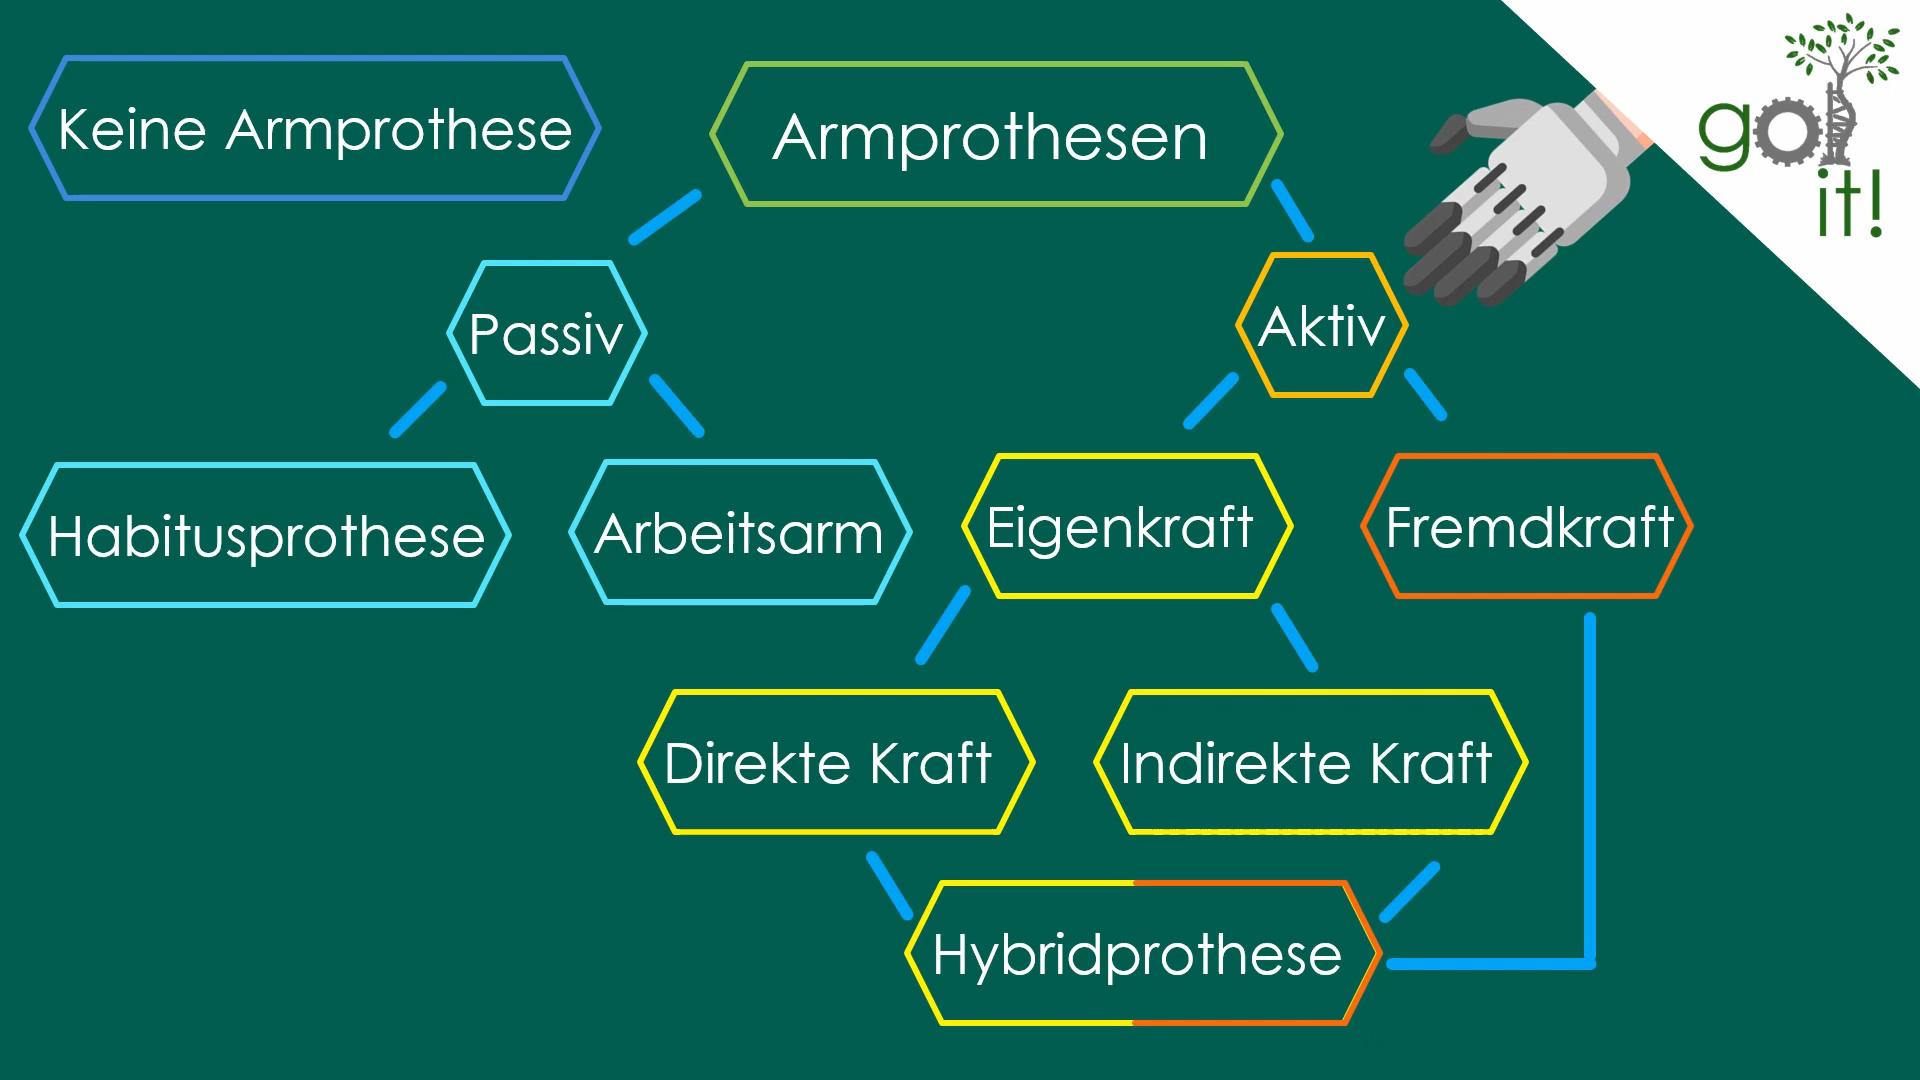 Keine Armprothese
Armprothesen
go
it!
Passiv
Aktiv
Habitusprothese
Arbeitsarm
Eigenkraft
Fremdkraft
Direkte Kraft
Indirekte Kraft
Hybridprothese